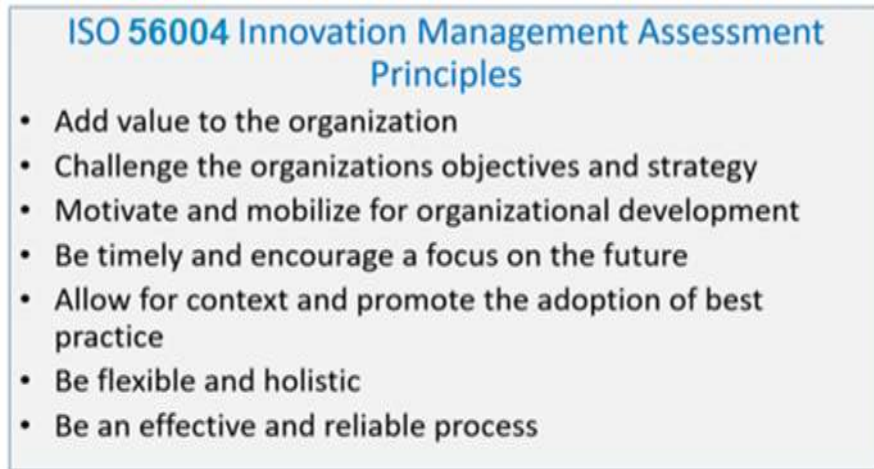 ISO 56004 Innovation Management Assessment
Principles
• Add value to the organization
• Challenge the organizations objectives and strategy
• Motivate and mobilize for organizational development
• Be timely and encourage a focus on the future
• Allow for context and promote the adoption of best
practice
• Be flexible and holistic
• Be an effective and reliable process